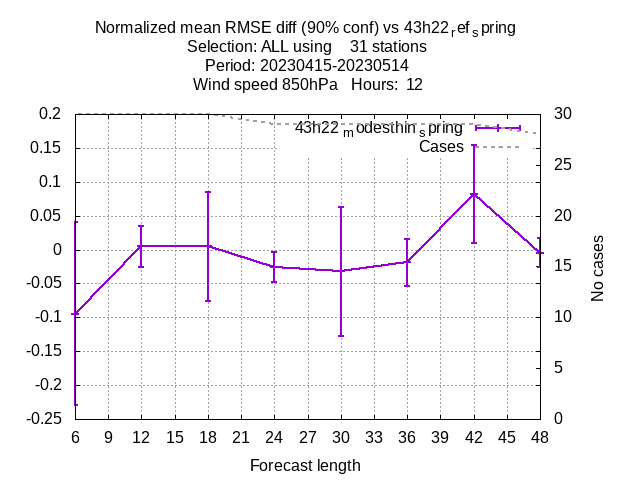 Normalized mean RMSE diff (90% conf) vs 43h22ref spring
Selection: ALL using 31 stations
Period: 20230415-20230514
Wind speed 850hPa Hours: 12
0.2
0.15
0.1
0.05
0
-0.05
-0.1
-0.15
-0.2
-0.25
43h22modesthinspring
Cases
30
25
20
15
10
5
0
No cases
6 9 12 15 18 21 24 27 30 33 36 39 42 45 48
Forecast length